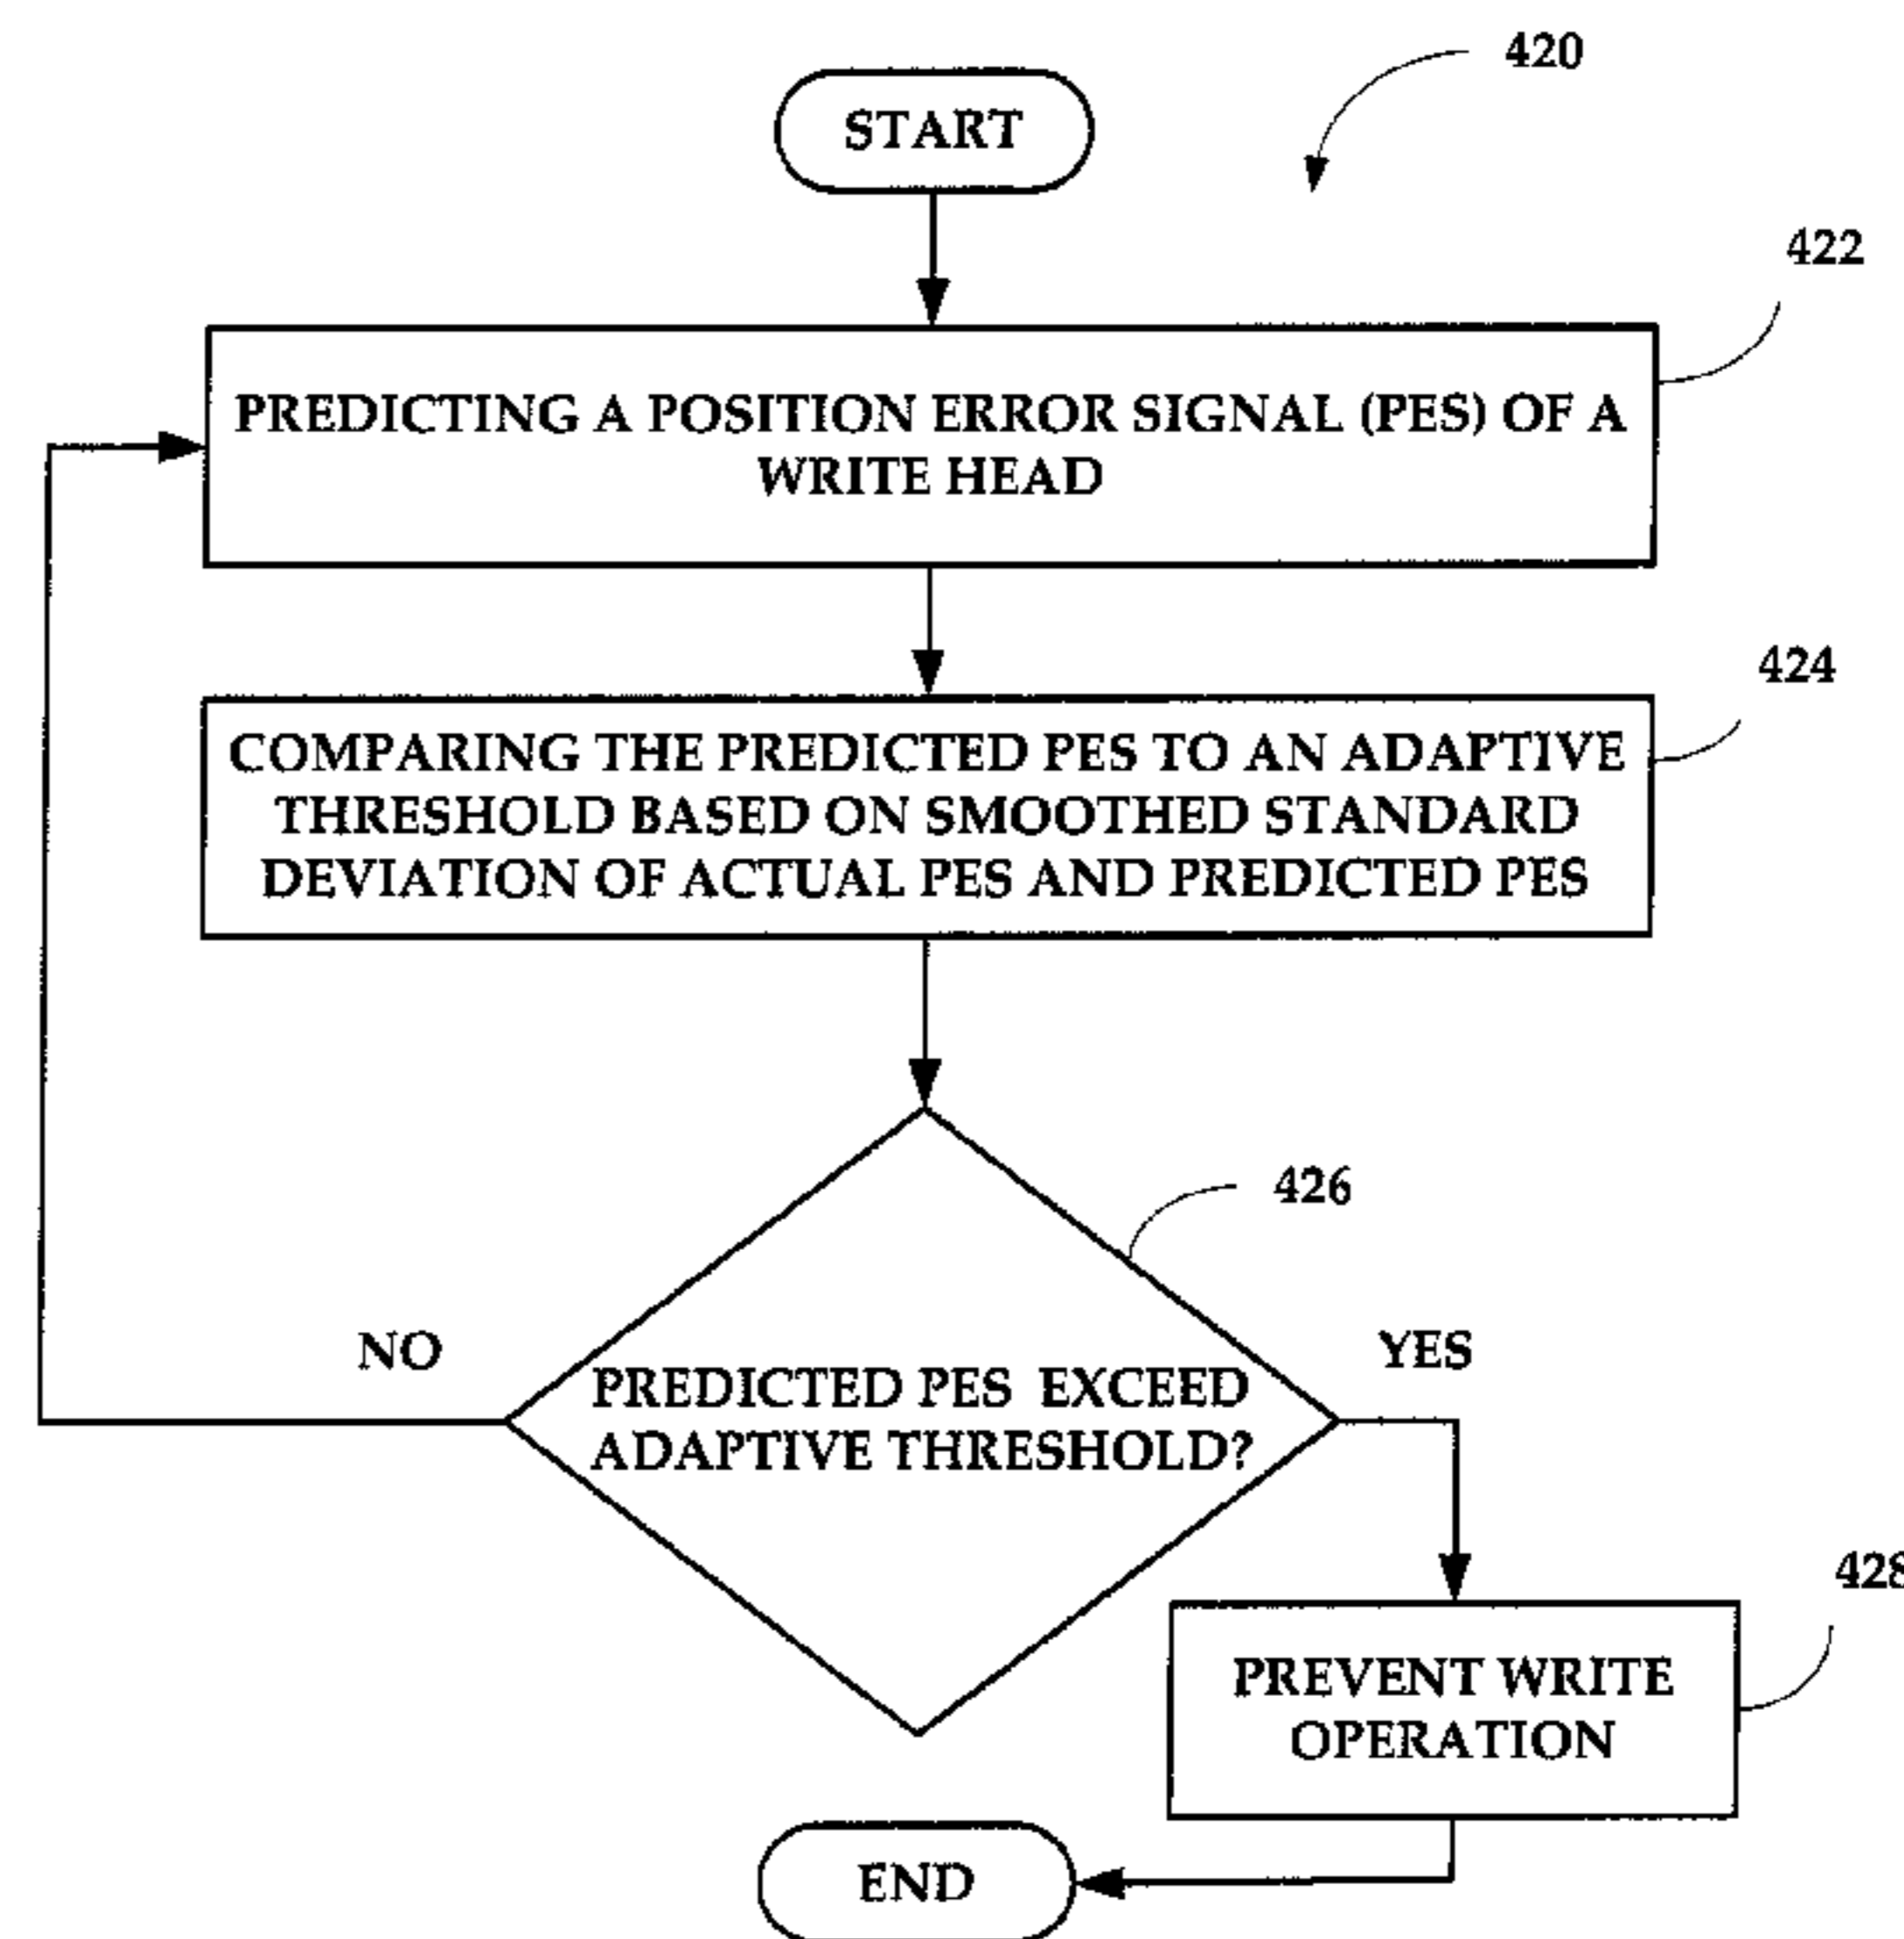 420
START
422
PREDICTING A POSITION ERROR SIGNAL (PES) OF A
WRITE HEAD
424
COMPARING THE PREDICTED PES TO AN ADAPTIVE
THRESHOLD BASED ON SMOOTHED STANDARD
DEVIATION OF ACTUAL PES AND PREDICTED PES
426
NO
YES
PREDICTED PES EXCEED
ADAPTIVE THRESHOLD?
428
PREVENT WRITE
OPERATION
END